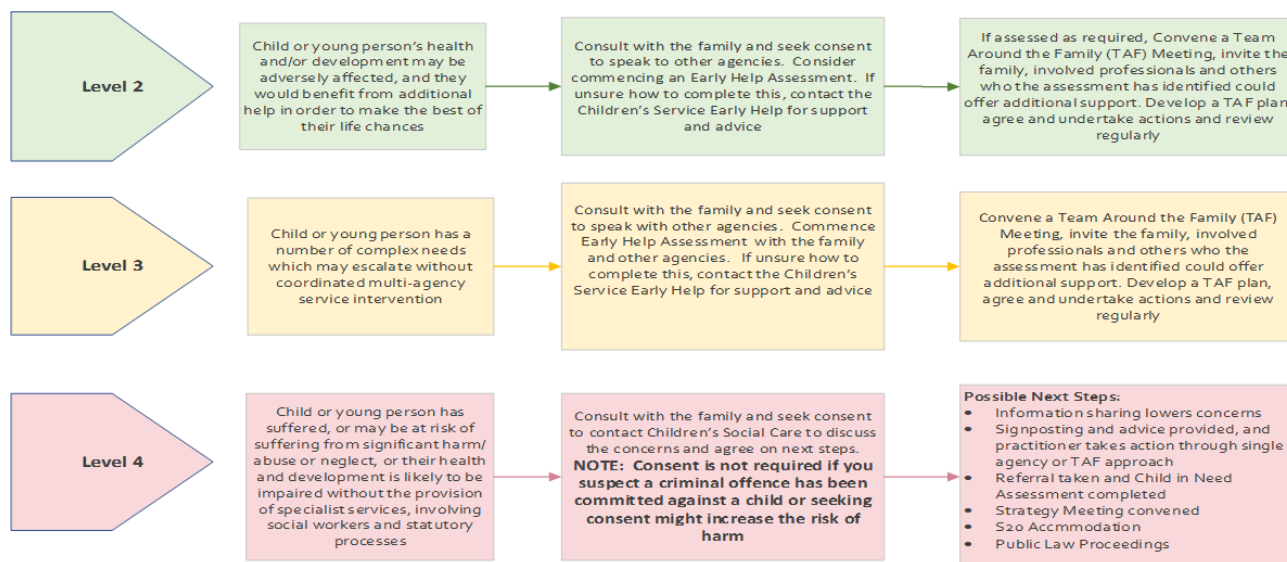 Level 2
Child or young person's health
and/or development may be
adversely affected, and they
would benefit from additional
help in order to make the best of
their life chances
Consult with the family and seek consent
to speak to other agencies. Consider
commencing an Early Help Assessment. If
unsure how to complete this, contact the
Children's Service Early Help for support
and advice
If assessed as required, Convene a Team
Around the Family (TAF) Meeting, invite the
family, involved professionals and others
who the assessment has identified could
offer additional support. Develop a TAF plan,
agree and undertake actions and review
regularly
Level 3
Child or young person has a
number of complex needs
which may escalate without
coordinated multi-agency
service intervention
Consult with the family and seek consent
to speak with other agencies. Commence
Early Help Assessment with the family
and other agencies. If unsure how to
complete this, contact the Children's
Service Early Help for support and advice
Convene a Team Around the Family (TAF)
Meeting, invite the family, involved
professionals and others who the
assessment has identified could offer
additional support. Develop a TAF plan,
agree and undertake actions and review
regularly
Level 4
Child or young person has
suffered, or may be at risk of
suffering from significant harm/
abuse or neglect, or their health
and development is likely to be
impaired without the provision
of specialist services, involving
social workers and statutory
processes
Consult with the family and seek consent
to contact Children's Social Care to discuss
the concerns and agree on next steps.
NOTE: Consent is not required if you
suspect a criminal offence has been
committed against a child or seeking
consent might increase the risk of
harm
Possible Next Steps:
• Information sharing lowers concerns
• Signposting and advice provided, and
practitioner takes action through single
agency or TAF approach
• Referral taken and Child in Need
Assessment completed
• Strategy Meeting convened
• S20 Accmmodation
• Public Law Proceedings